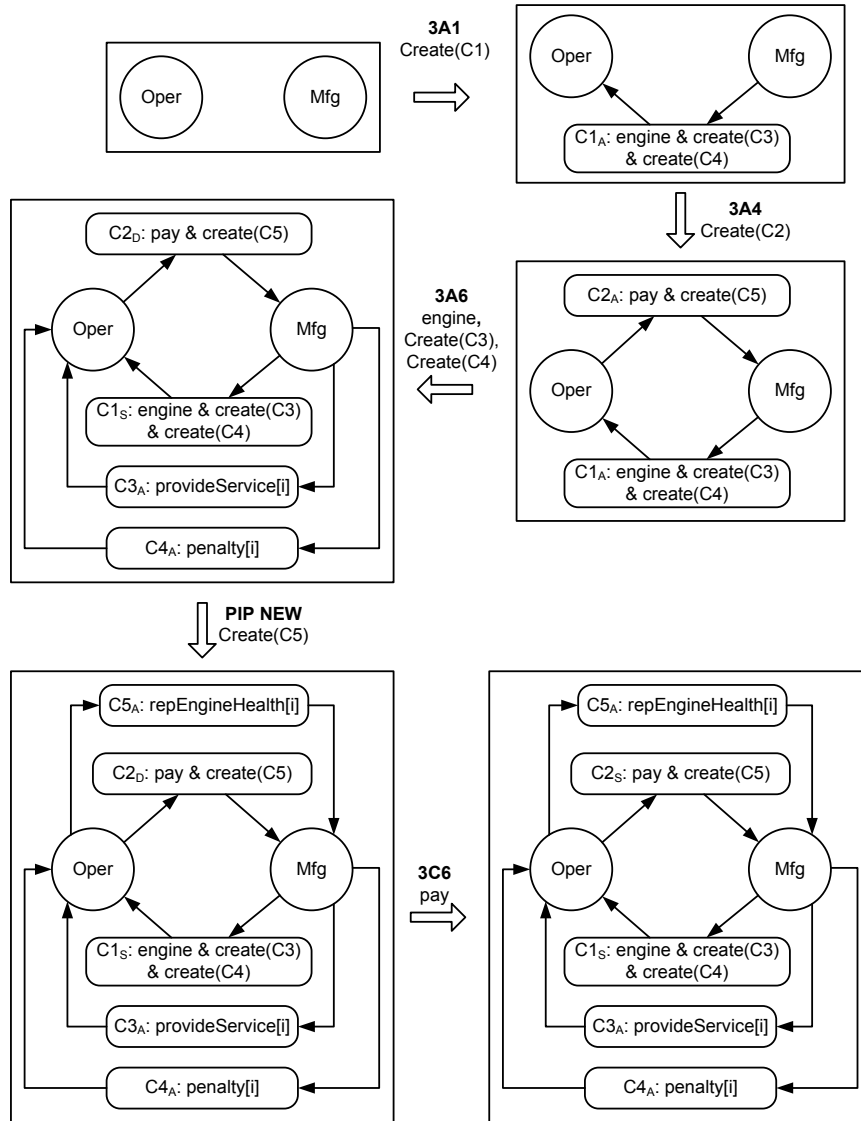 Oper
Mfg
3A1
Create(C1)
Oper
Mfg
C1A: engine & create(C3)
& create(C4)
3A4
Create(C2)
C2A: pay & create(C5)
Oper
Mfg
C1A: engine & create(C3)
& create(C4)
3A6
engine,
Create(C3),
Create(C4)
C2D: pay & create(C5)
Oper
Mfg
C1S: engine & create(C3)
& create(C4)
C3A: provideService[i]
C4A: penalty[i]
PIP NEW
Create(C5)
C5A: repEngineHealth[i]
C2D: pay & create(C5)
Oper
Mfg
C1S: engine & create(C3)
& create(C4)
C3A: provideService[i]
C4A: penalty[i]
3C6
pay
C5A: repEngineHealth[i]
C2S: pay & create(C5)
Oper
Mfg
C1S: engine & create(C3)
& create(C4)
C3A: provideService[i]
C4A: penalty[i]